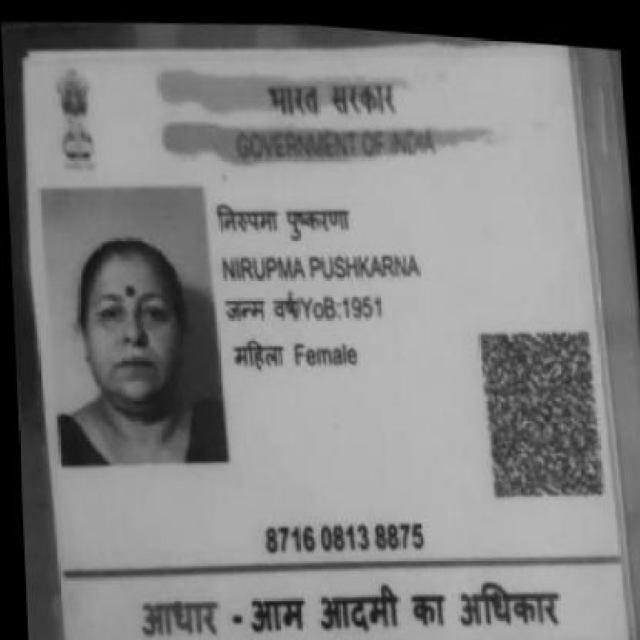 भारत सरकार
GOVERNMENT OF INDIA
निरुपमा पुष्करणा
NIRUPMA PUSHKARNA
जन्म वर्ष/YoB:1951
महिला Female
8716 0813 8875
आधार - आम आदमी का अधिकार